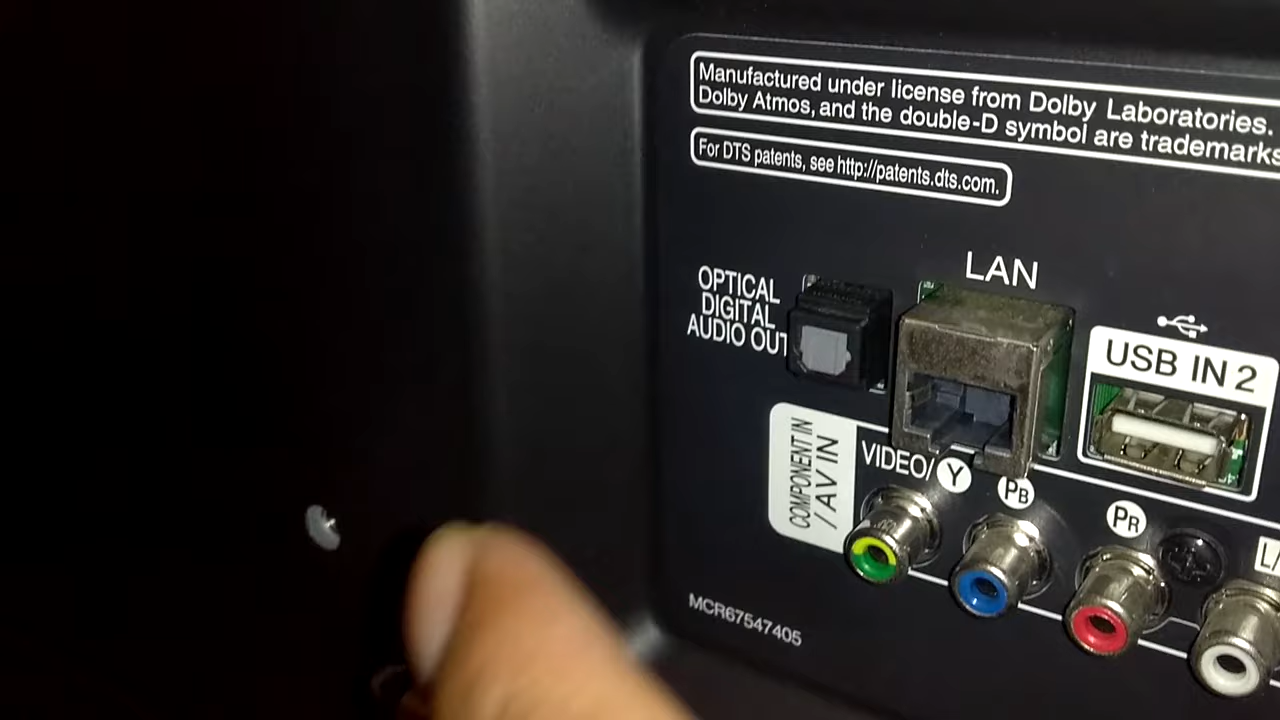 Manufactured under license from Dolby Laboratories.
Dolby Atmos, and the double-D symbol are trademarks
For DTS patents, see http://patents.dts.com.
LAN
OPTICAL
DIGITAL
AUDIO OUT
USB IN 2
COMPONENT IN
/ AV IN
VIDEO/ Y
PB
PR
L/
MCR67547405